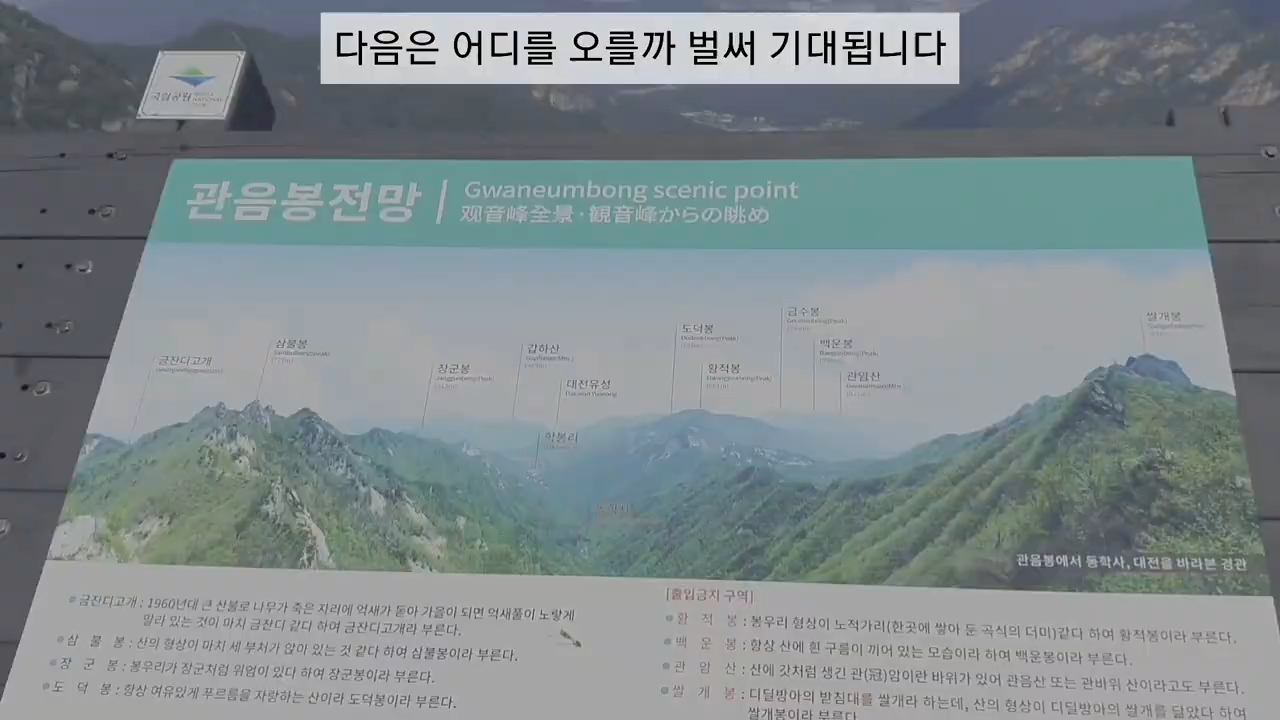 다음은 어디를 오를까 벌써 기대됩니다
국립공원
관음봉전망
Gwaneumbong scenic point
观音峰全景·観音峰からの眺め
금수봉
쌀개봉
도덕봉
삼불봉
갑하산
백운봉
금잔디고개
장군봉
황적봉
관암산
대전유성
학봉리
관음봉에서 동학사, 대전을 바라본 경관
금잔디고개 : 1960년대 큰 산불로 나무가 죽은 자리에 억새가 돋아 가을이 되면 억새풀이 노랗게
말라 있는 것이 마치 금잔디 같다 하여 금잔디고개라 부른다.
삼 불 봉 : 산의 형상이 마치 세 부처가 앉아 있는 것 같다 하여 삼불봉이라 부른다.
장 군 봉 : 봉우리가 장군처럼 위엄이 있다 하여 장군봉이라 부른다.
도 덕 봉 : 항상 여유있게 푸르름을 자랑하는 산이라 도덕봉이라 부른다.
[출입금지 구역]
황 적 봉 : 봉우리 형상이 노적가리(한곳에 쌓아 둔 곡식의 더미)같다 하여 황적봉이라 부른다.
백 운 봉 : 항상 산에 흰 구름이 끼어 있는 모습이라 하여 백운봉이라 부른다.
관 암 산 : 산에 갓처럼 생긴 관(冠)암이란 바위가 있어 관음산 또는 관바위 산이라고도 부른다.
쌀 개 봉 : 디딜방아의 받침대를 쌀개라 하는데, 산의 형상이 디딜방아의 쌀개를 닮았다 하여
쌀개봉이라 부른다